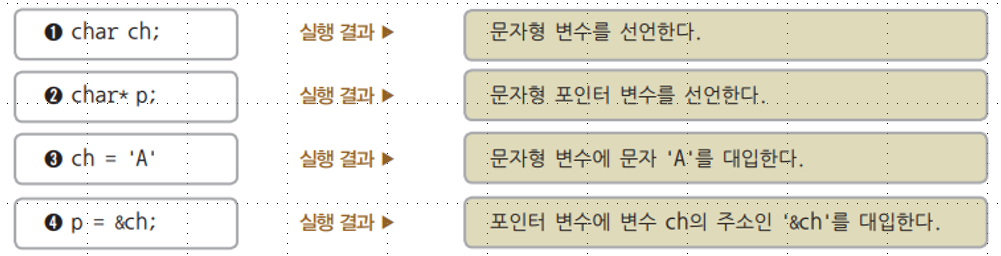 ❶ char ch; 실행 결과 ▶ 문자형 변수를 선언한다.
❷ char* p; 실행 결과 ▶ 문자형 포인터 변수를 선언한다.
❸ ch = 'A' 실행 결과 ▶ 문자형 변수에 문자 'A'를 대입한다.
❹ p = &ch; 실행 결과 ▶ 포인터 변수에 변수 ch의 주소인 '&ch'를 대입한다.